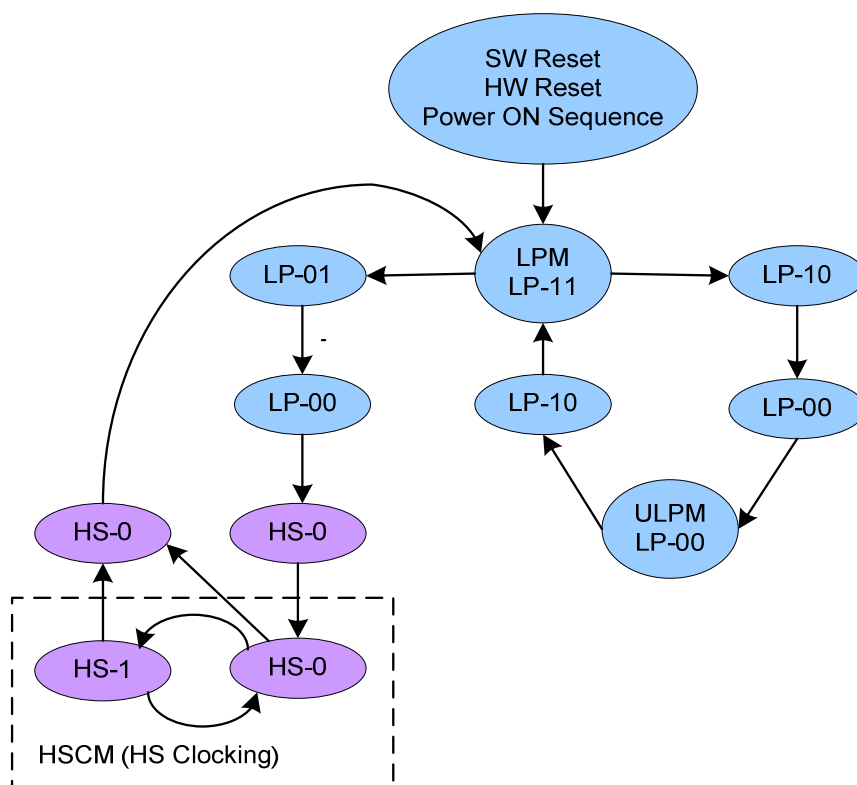 SW Reset
HW Reset
Power ON Sequence
LPM
LP-11
LP-01
LP-10
LP-00
LP-10
LP-00
ULPM
LP-00
HS-0
HS-0
HS-1
HS-0
HSCM (HS Clocking)